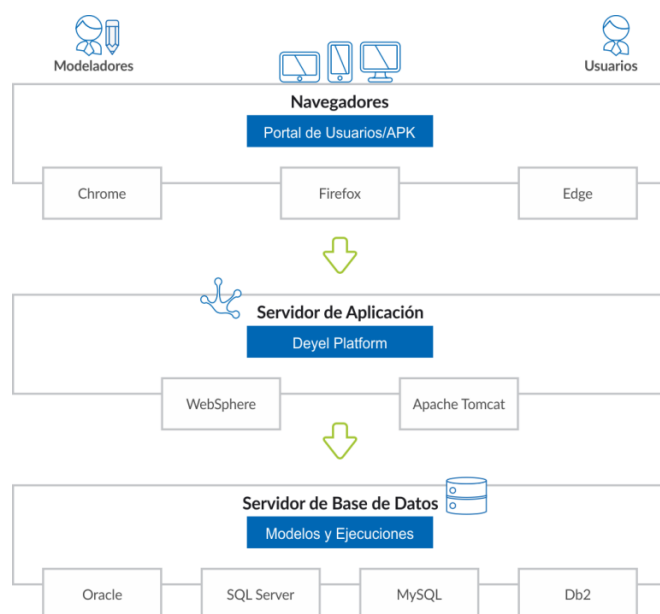 Modeladores
Usuarios
Navegadores
Portal de Usuarios/APK
Chrome
Firefox
Edge
Servidor de Aplicación
Deyel Platform
WebSphere
Apache Tomcat
Servidor de Base de Datos
Modelos y Ejecuciones
Oracle
SQL Server
MySQL
Db2